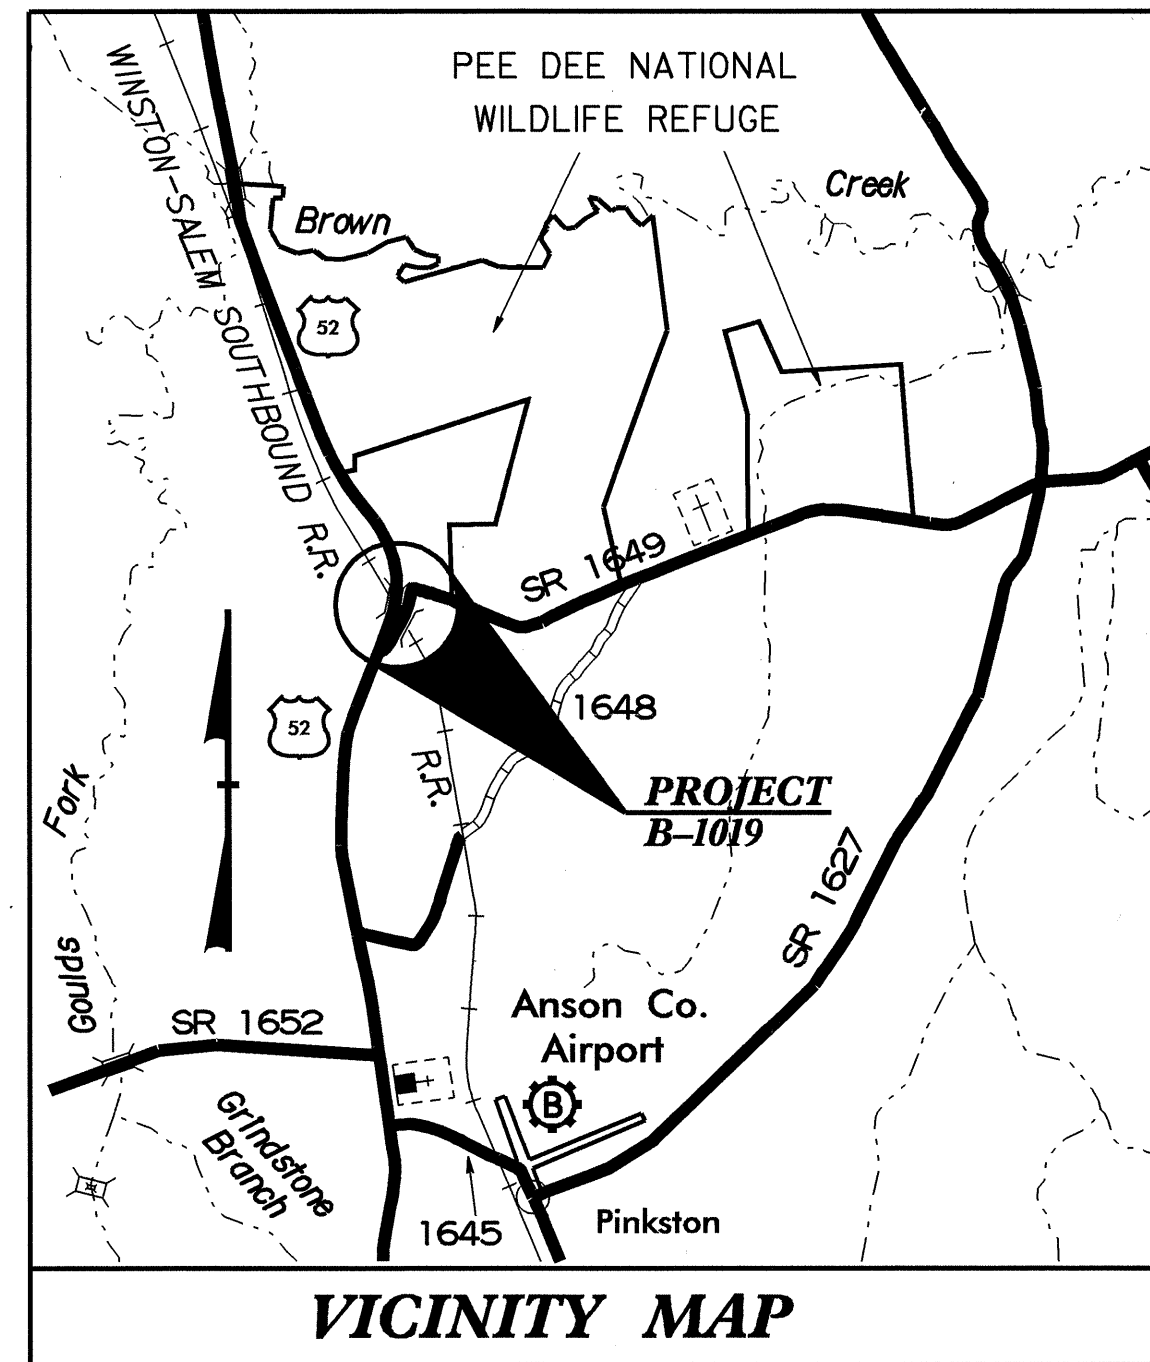 PEE DEE NATIONAL
WILDLIFE REFUGE
WINSTON-SALEM SOUTHBOUND R.R.
Creek
Brown
52
SR 1649
52
1648
R.R.
PROJECT
B-1019
Fork
SR 1627
Goulds
Anson Co.
Airport
SR 1652
B
Grindstone
Branch
1645
Pinkston
VICINITY MAP